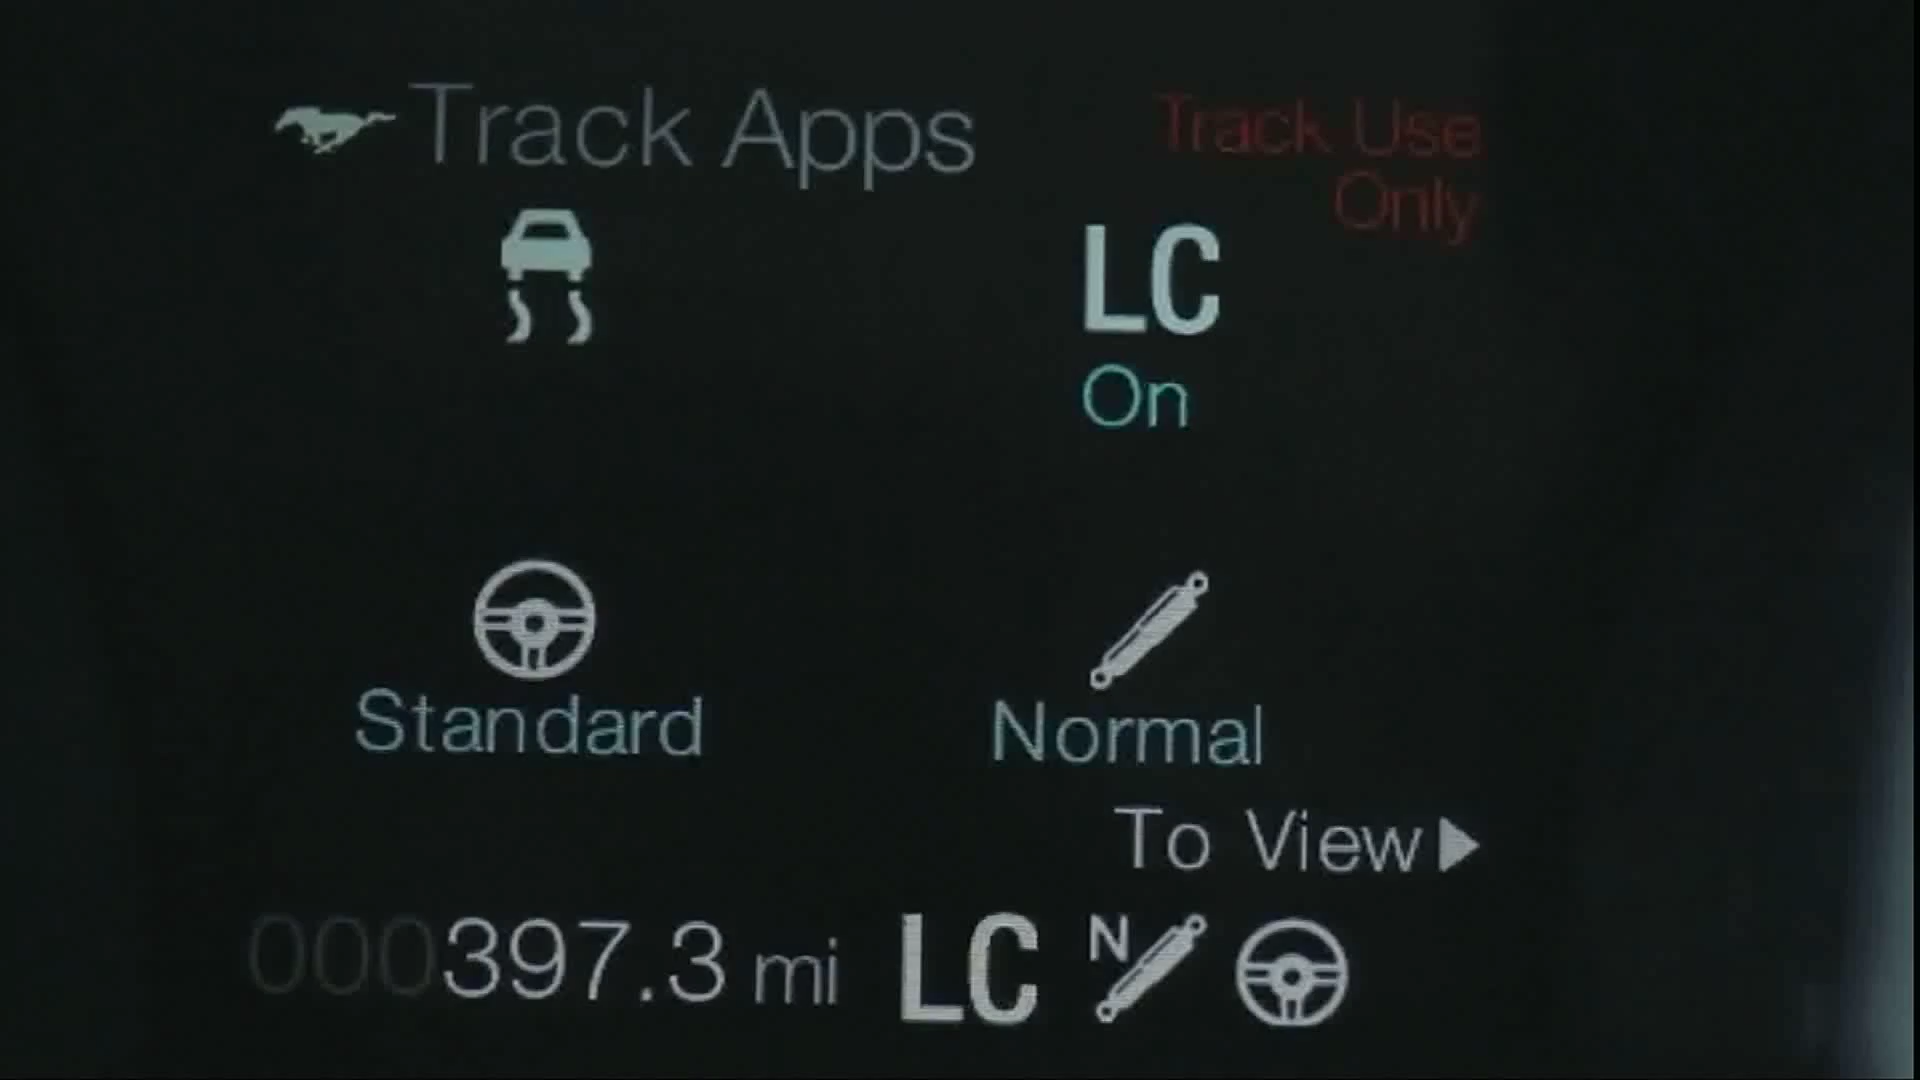 Track Apps
Track Use
Only
LC
On
Standard
Normal
To View
000397.3 mi
LC
N